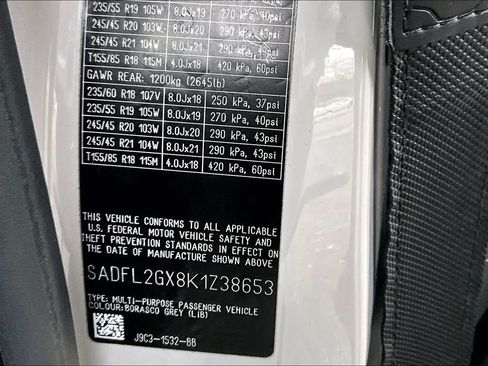 235/55 R19 105W 8.0Jx19 270 kPa, 40psi
245/45 R20 103W 8.0Jx20 290 kPa, 43psi
245/45 R21 104W 8.0Jx21 290 kPa, 43psi
T155/85 R18 115M 4.0Jx18 420 kPa, 60psi
GAWR REAR: 1200kg (2645lb)
235/60 R18 107V 8.0Jx18 250 kPa, 37psi
235/55 R19 105W 8.0Jx19 270 kPa, 40psi
245/45 R20 103W 8.0Jx20 290 kPa, 43psi
245/45 R21 104W 8.0Jx21 290 kPa, 43psi
T155/85 R18 115M 4.0Jx18 420 kPa, 60psi
THIS VEHICLE CONFORMS TO ALL APPLICABLE
U.S. FEDERAL MOTOR VEHICLE SAFETY AND
THEFT PREVENTION STANDARDS IN EFFECT
ON THE DATE OF MANUFACTURE SHOWN ABOVE.
SADFL2GX8K1Z38653
TYPE: MULTI-PURPOSE PASSENGER VEHICLE
COLOUR:BORASCO GREY (LIB)
J9C3-1532-BB